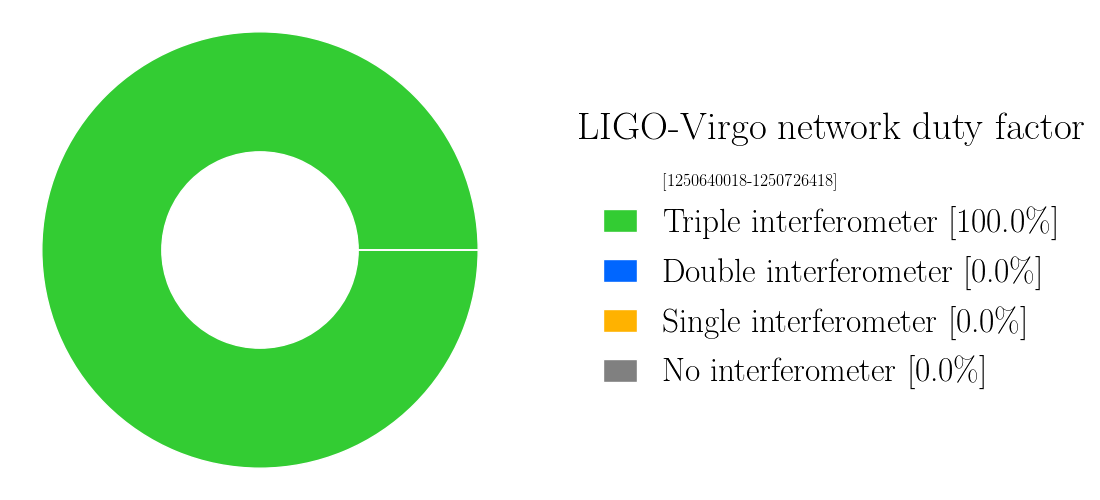 LIGO-Virgo network duty factor
[1250640018-1250726418]
Triple interferometer [100.0%]
Double interferometer [0.0%]
Single interferometer [0.0%]
No interferometer [0.0%]